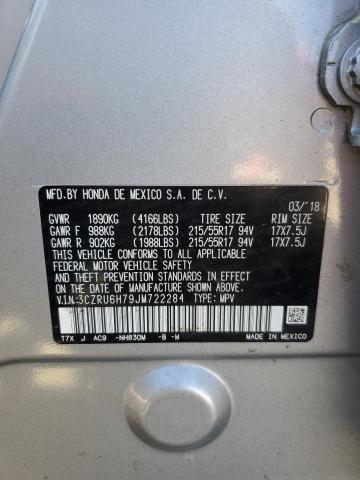 MFD.BY HONDA DE MEXICO S.A. DE C.V.
03/'18
GVWR 1890KG (4166LBS) TIRE SIZE RIM SIZE
GAWR F 988KG (2178LBS) 215/55R17 94V 17X7.5J
GAWR R 902KG (1988LBS) 215/55R17 94V 17X7.5J
THIS VEHICLE CONFORMS TO ALL APPLICABLE
FEDERAL MOTOR VEHICLE SAFETY, BUMPER, AND
THEFT PREVENTION STANDARDS IN EFFECT ON
THE DATE OF MANUFACTURE SHOWN ABOVE.
V.I.N:3CZRU6H79JM722284 TYPE: MPV
T7X J AC9 -NH830M -B -M MADE IN MEXICO